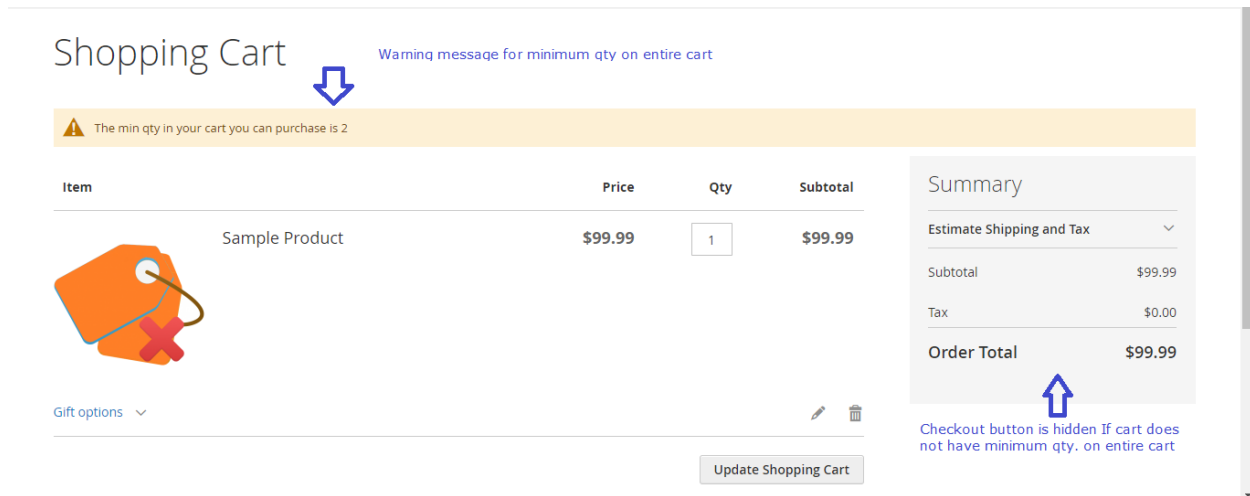 Shopping Cart
Warning message for minimum qty on entire cart
The min qty in your cart you can purchase is 2
Item Price Qty Subtotal
Sample Product $99.99 1 $99.99
Gift options
Update Shopping Cart
Summary
Estimate Shipping and Tax
Subtotal $99.99
Tax $0.00
Order Total $99.99
Checkout button is hidden If cart does
not have minimum qty. on entire cart